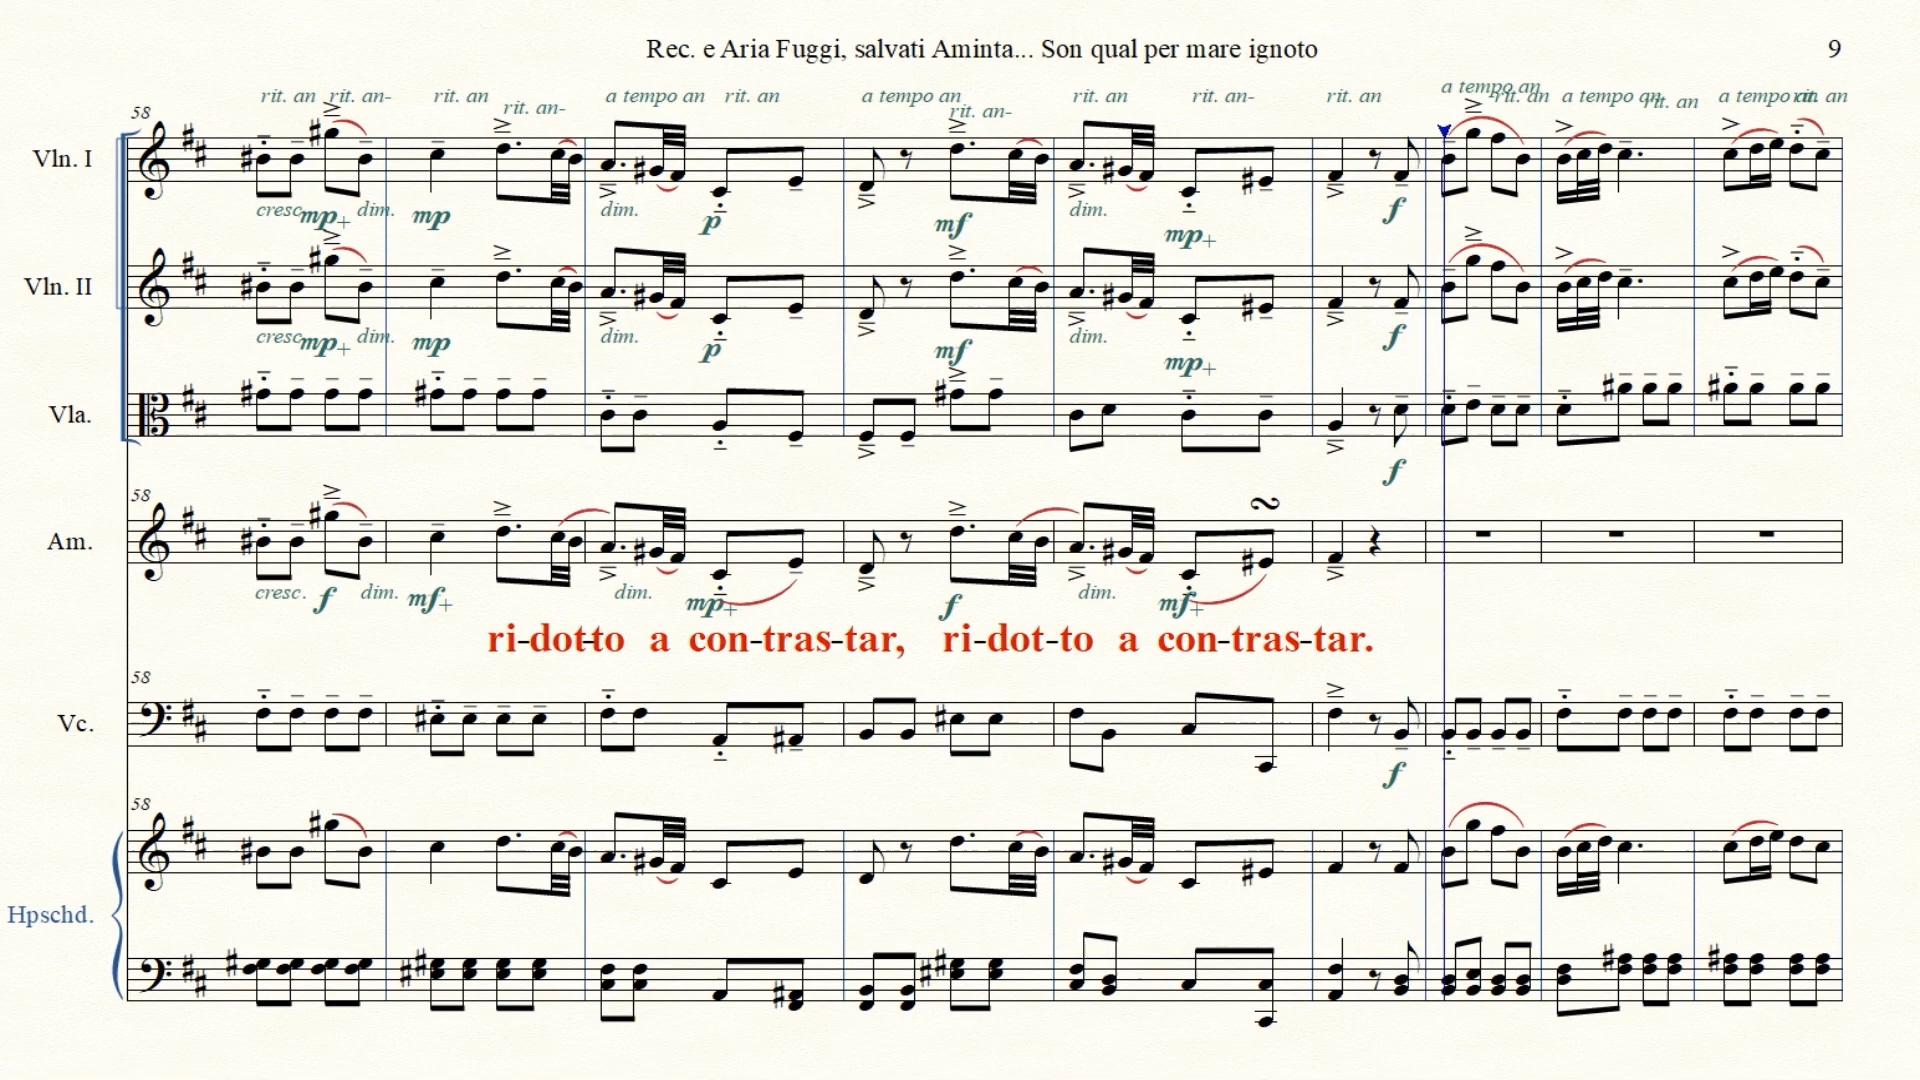 Rec. e Aria Fuggi, salvati Aminta... Son qual per mare ignoto 9
rit. an rit. an- rit. an rit. an- a tempo an rit. an a tempo an rit. an- rit. an rit. an- rit. an a tempo an rit. an a tempo an rit. an a tempo an rit. an
58
Vln. I
cresc. mp+ dim. mp dim. p mf dim. mp+ f
Vln. II
cresc. mp+ dim. mp dim. p mf dim. mp+ f
Vla.
f
58
Am.
cresc. f dim. mf+ dim. mp+ f dim. mf+
ri-dot-to a con-tras-tar, ri-dot-to a con-tras-tar.
58
Vc.
f
58
Hpschd.